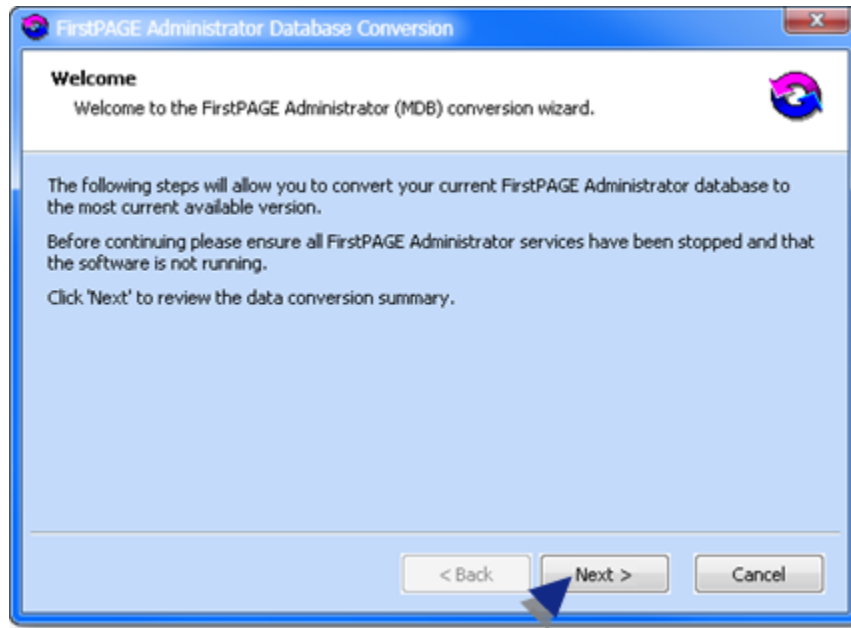 FirstPAGE Administrator Database Conversion
Welcome
Welcome to the FirstPAGE Administrator (MDB) conversion wizard.
The following steps will allow you to convert your current FirstPAGE Administrator database to
the most current available version.
Before continuing please ensure all FirstPAGE Administrator services have been stopped and that
the software is not running.
Click 'Next' to review the data conversion summary.
< Back Next > Cancel